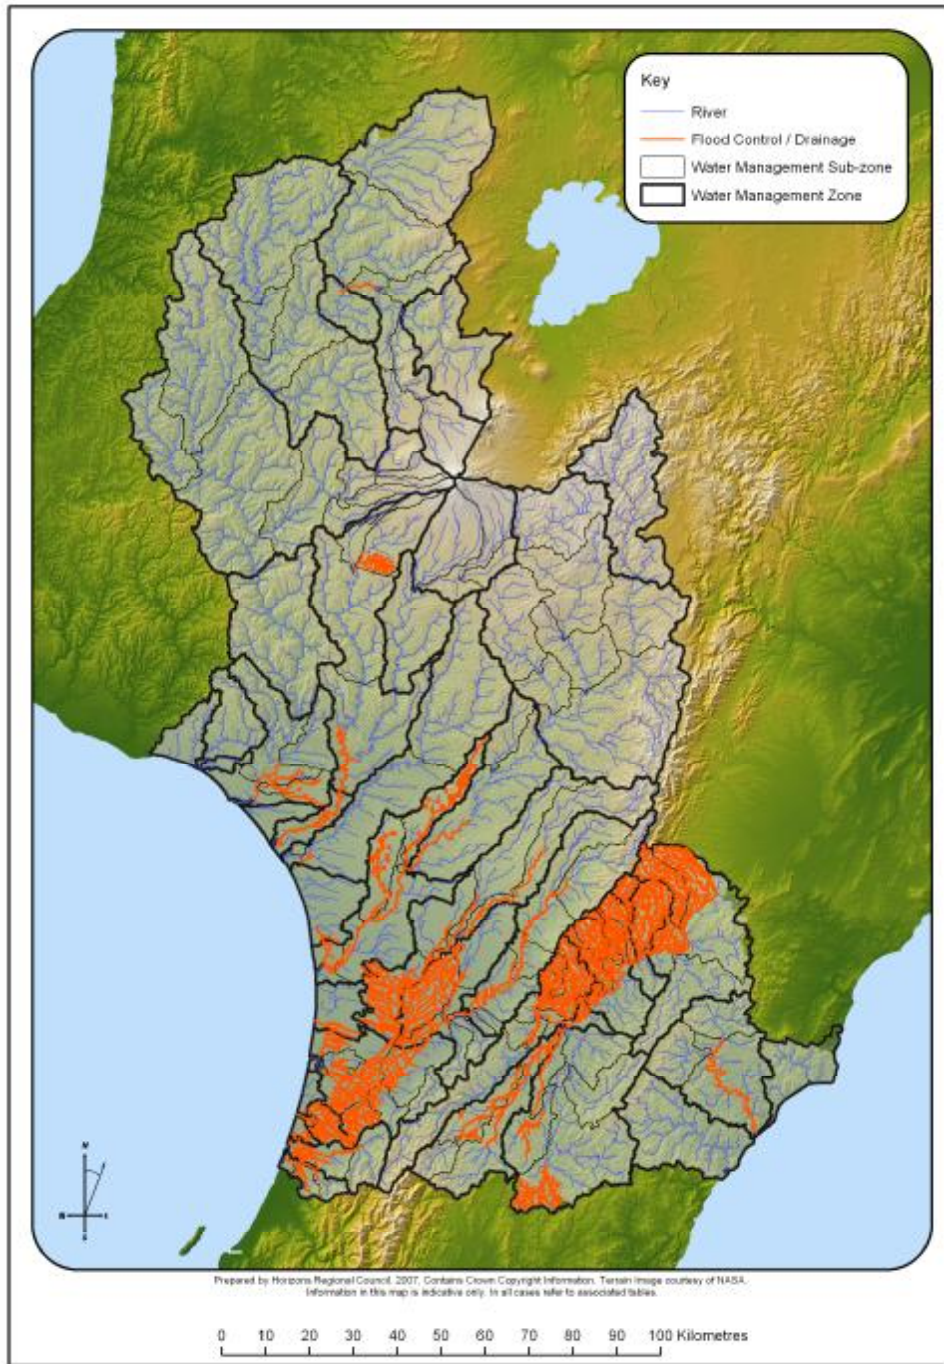 Key
River
Flood Control / Drainage
Water Management Sub-zone
Water Management Zone
N
Prepared by Horizons Regional Council, 2007, Contains Crown Copyright Information. Terrain Image courtesy of NASA.
Information in this map is indicative only. In all cases refer to associated tables.
0 10 20 30 40 50 60 70 80 90 100 Kilometres